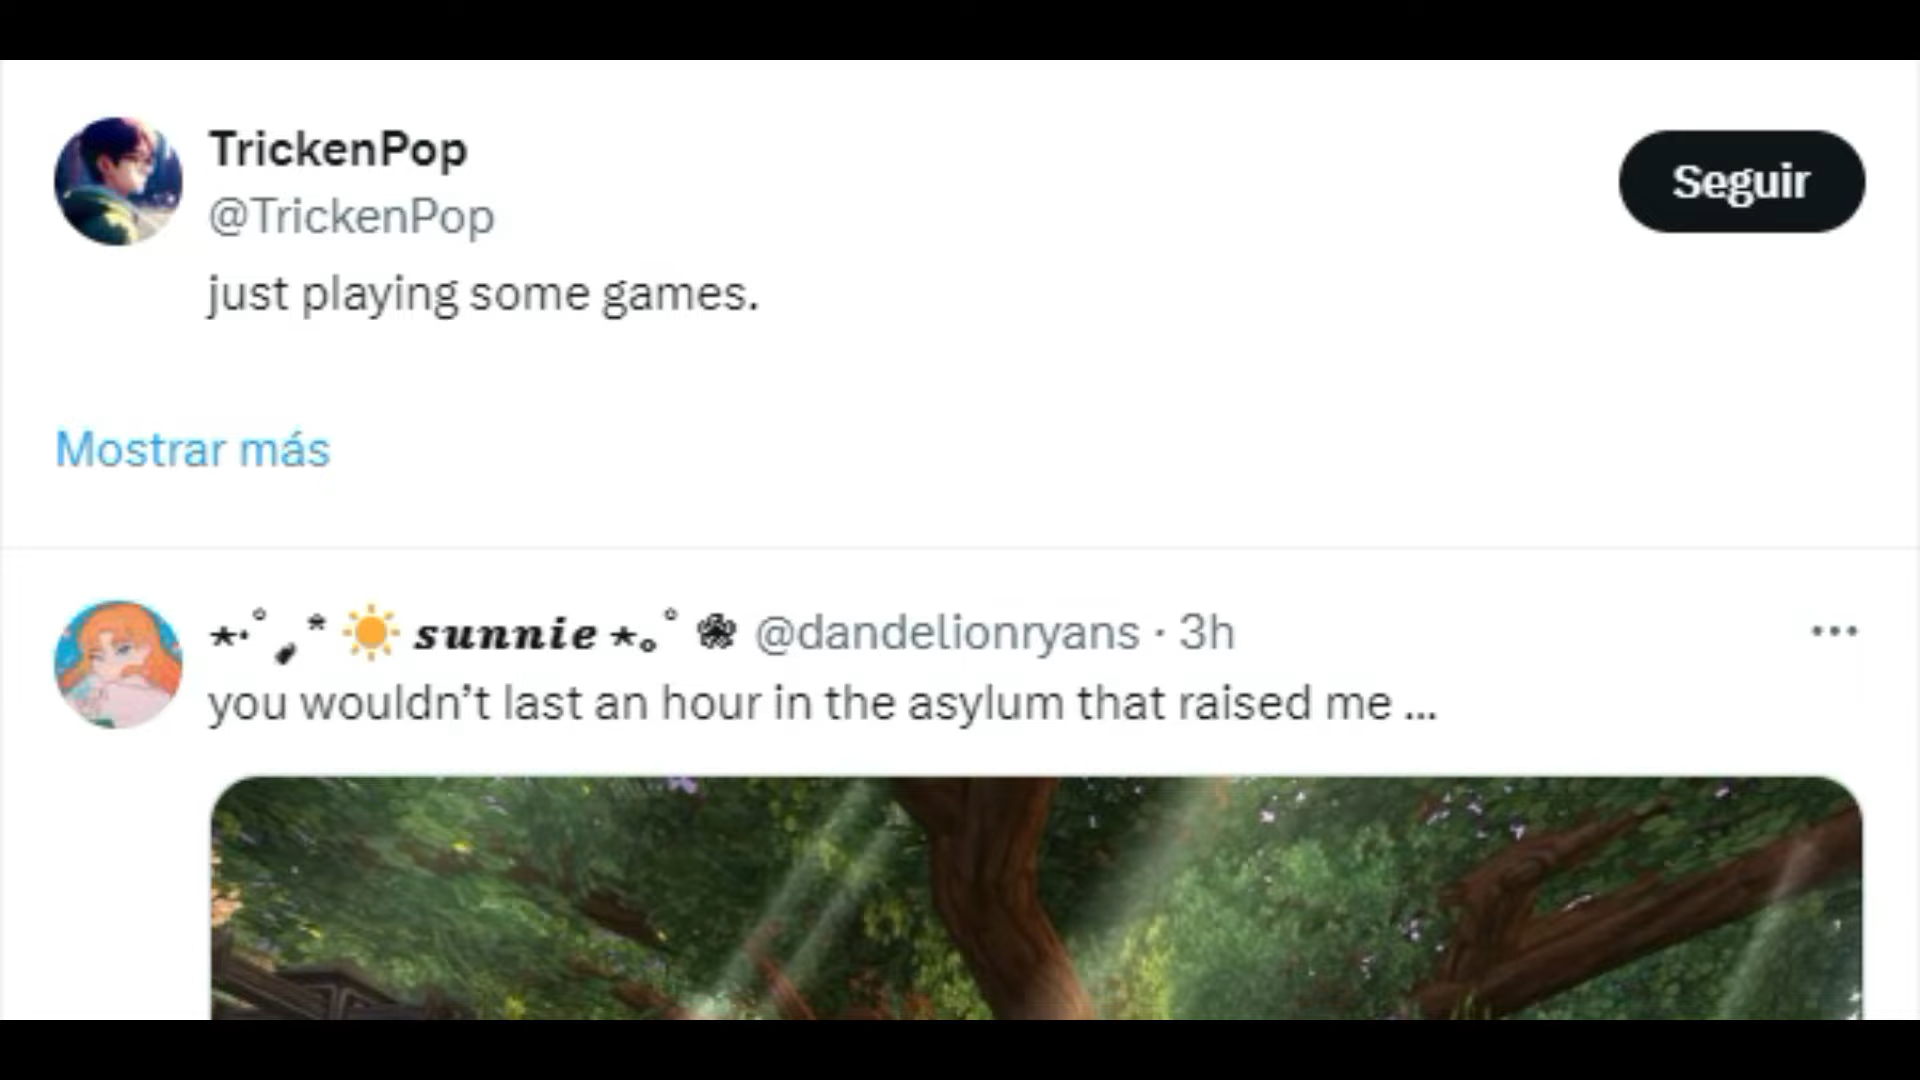 TrickenPop
@TrickenPop
Seguir
just playing some games.
Mostrar más
⋆·˚ ༘ * ☀️ 𝒔𝒖𝒏𝒏𝒊𝒆 ⋆｡˚ ❀ @dandelionryans · 3h
you wouldn’t last an hour in the asylum that raised me ...